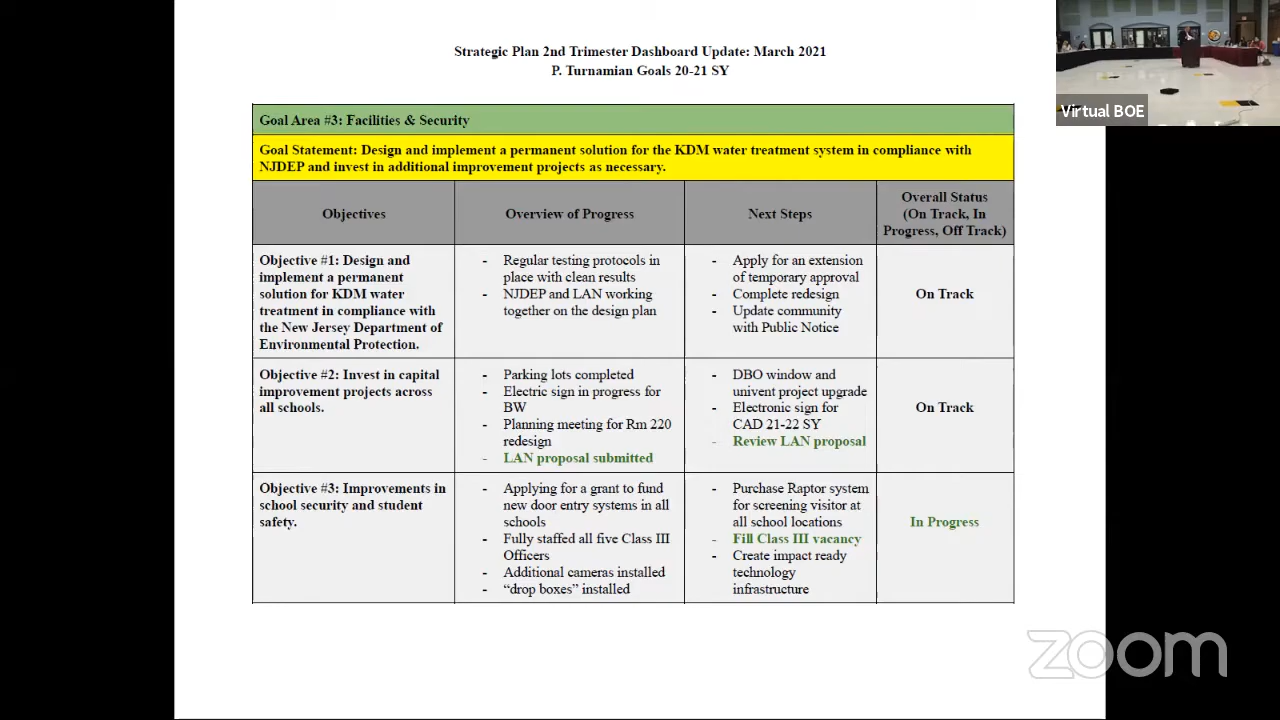 Strategic Plan 2nd Trimester Dashboard Update: March 2021
P. Turnamian Goals 20-21 SY
Virtual BOE
Goal Area #3: Facilities & Security
Goal Statement: Design and implement a permanent solution for the KDM water treatment system in compliance with
NJDEP and invest in additional improvement projects as necessary.
Objectives
Overview of Progress
Next Steps
Overall Status
(On Track, In
Progress, Off Track)
Objective #1: Design and
implement a permanent
solution for KDM water
treatment in compliance with
the New Jersey Department of
Environmental Protection.
- Regular testing protocols in
place with clean results
- NJDEP and LAN working
together on the design plan
- Apply for an extension
of temporary approval
- Complete redesign
- Update community
with Public Notice
On Track
Objective #2: Invest in capital
improvement projects across
all schools.
- Parking lots completed
- Electric sign in progress for
BW
- Planning meeting for Rm 220
redesign
- LAN proposal submitted
- DBO window and
univent project upgrade
- Electronic sign for
CAD 21-22 SY
- Review LAN proposal
On Track
Objective #3: Improvements in
school security and student
safety.
- Applying for a grant to fund
new door entry systems in all
schools
- Fully staffed all five Class III
Officers
- Additional cameras installed
- “drop boxes” installed
- Purchase Raptor system
for screening visitor at
all school locations
- Fill Class III vacancy
- Create impact ready
technology
infrastructure
In Progress
zoom